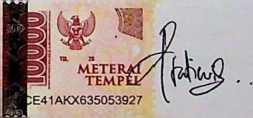 10000
TGL. 20
METERAI
TEMPEL
CE41AKX635053927